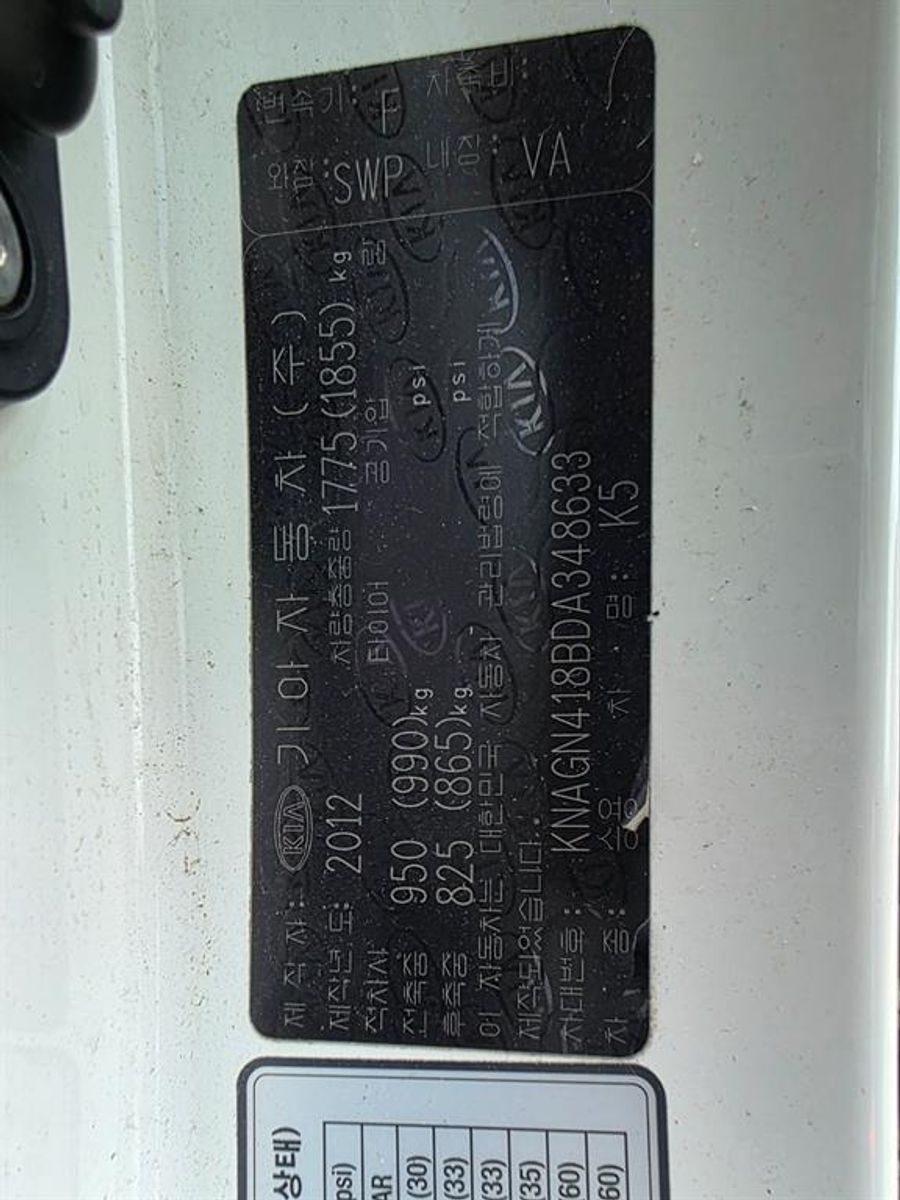 변속기: F 차축비:
외장: SWP 내장: VA
제 작 자: KIA 기 아 자 동 차 ( 주 )
제작년도: 2012 차량총중량 1775 (1855) kg
적차시 타이어 공기압
전축중 950 (990)kg psi
후축중 825 (865)kg psi
이 자동차는 대한민국 자동차 관리법령에 적합하게
제작되었습니다.
차대번호: KNAGN418BDA348633
차 종: 승용 차 명: K5
상태)
psi)
AR
(30)
(33)
(33)
(35)
60)
60)